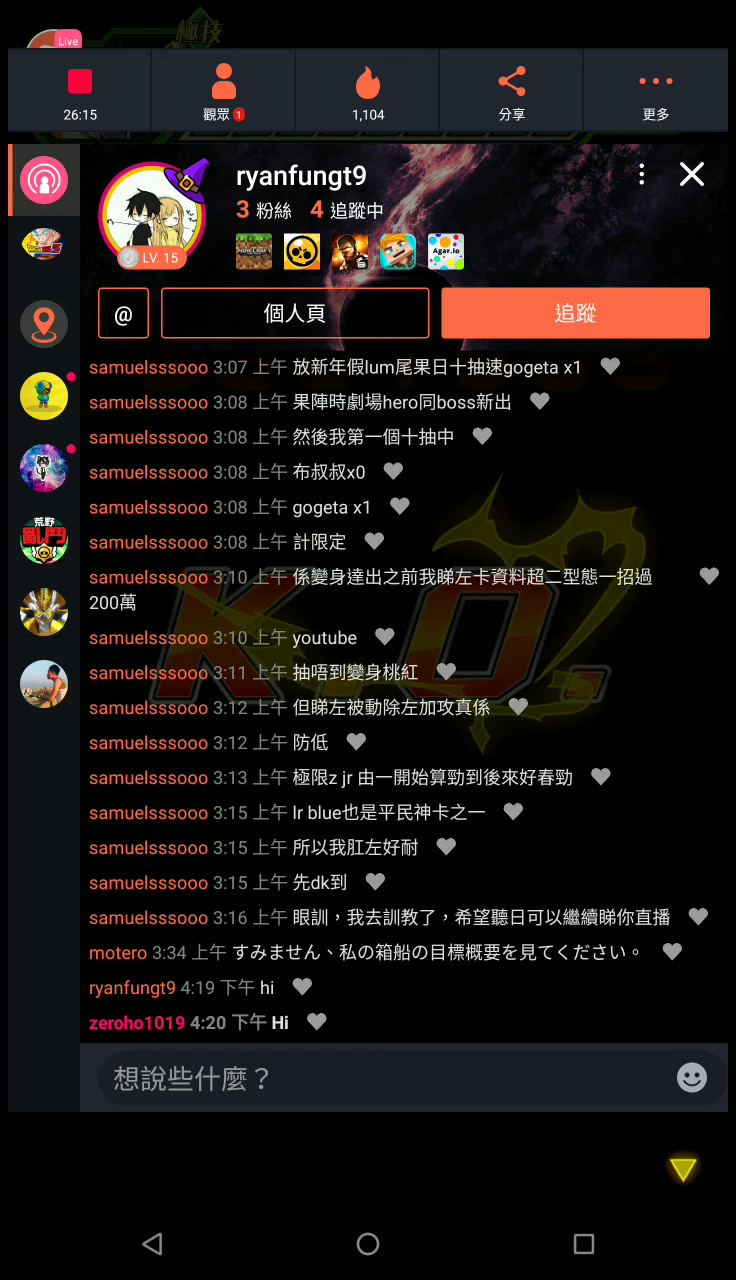 極技
Live
26:15
觀眾 1
1,104
分享
更多
ryanfungt9
3 粉絲 4 追蹤中
MINECRAFT
Agar.io
LV. 15
@
個人頁
追蹤
samuelsssooo 3:07 上午 放新年假lum尾果日十抽速gogeta x1
samuelsssooo 3:08 上午 果陣時劇場hero同boss新出
samuelsssooo 3:08 上午 然後我第一個十抽中
samuelsssooo 3:08 上午 布叔叔x0
samuelsssooo 3:08 上午 gogeta x1
荒野
亂鬥
samuelsssooo 3:08 上午 計限定
samuelsssooo 3:10 上午 係變身達出之前我睇左卡資料超二型態一招過
200萬
samuelsssooo 3:10 上午 youtube
K.O.
samuelsssooo 3:11 上午 抽唔到變身桃紅
samuelsssooo 3:12 上午 但睇左被動除左加攻真係
samuelsssooo 3:12 上午 防低
samuelsssooo 3:13 上午 極限z jr 由一開始算勁到後來好春勁
samuelsssooo 3:15 上午 lr blue也是平民神卡之一
samuelsssooo 3:15 上午 所以我肛左好耐
samuelsssooo 3:15 上午 先dk到
samuelsssooo 3:16 上午 眼訓，我去訓教了，希望聽日可以繼續睇你直播
motero 3:34 上午 すみません、私の箱船の目標概要を見てください。
ryanfungt9 4:19 下午 hi
zeroho1019 4:20 下午 Hi
想說些什麼？